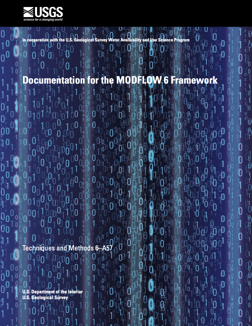 USGS
science for a changing world
In cooperation with the U.S. Geological Survey Water Availability and Use Science Program
Documentation for the MODFLOW 6 Framework
Techniques and Methods 6–A57
U.S. Department of the Interior
U.S. Geological Survey